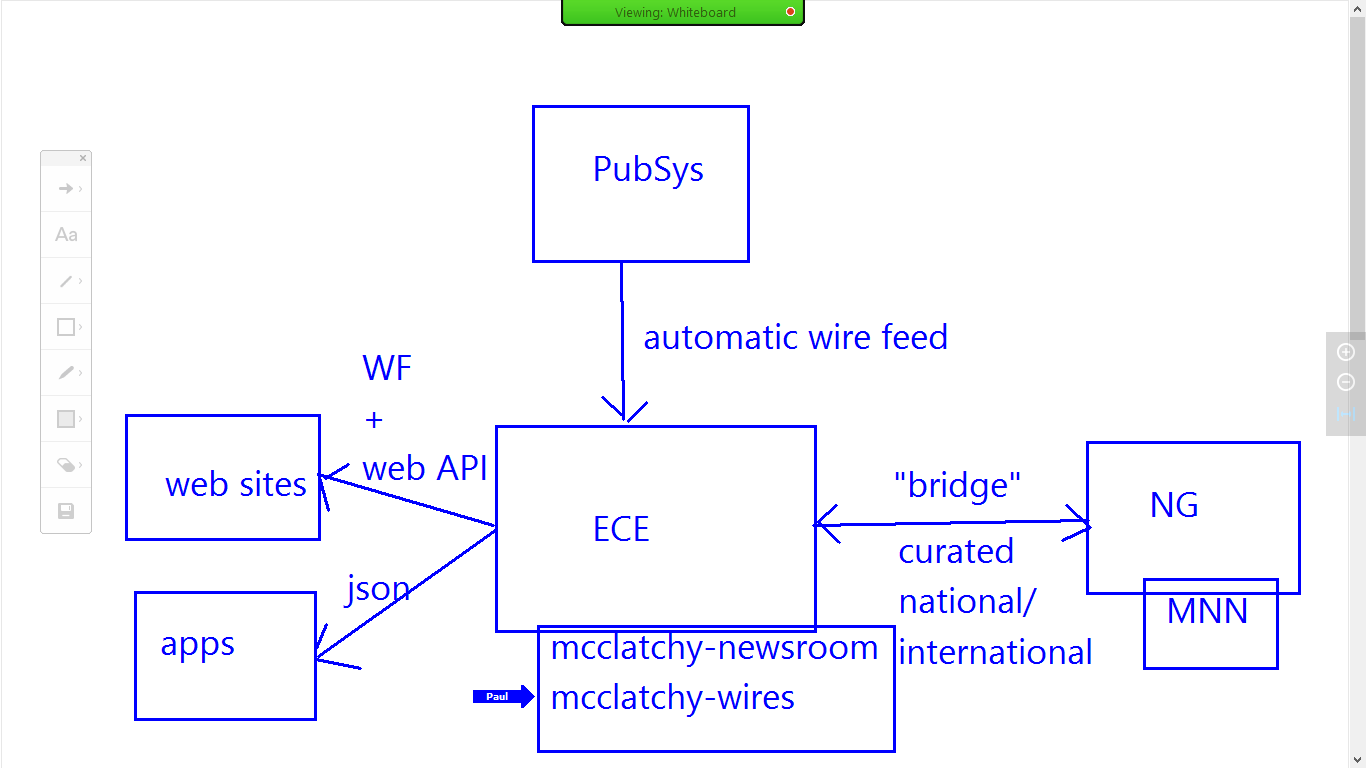 Viewing: Whiteboard
PubSys
Aa
automatic wire feed
WF
+
web API
web sites
"bridge"
NG
ECE
curated
json
national/
MNN
apps
mcclatchy-newsroom
international
Paul
mcclatchy-wires